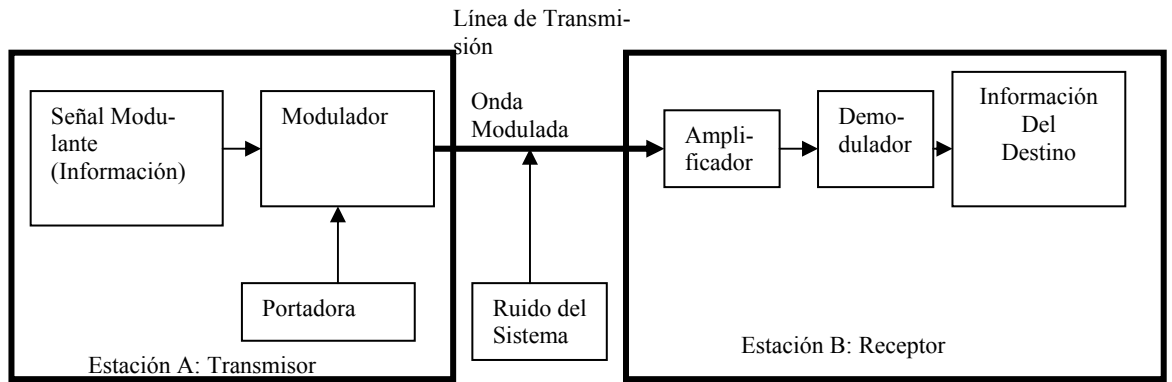 Línea de Transmi-
sión
Señal Modu-
lante
(Información)
Modulador
Onda
Modulada
Ampli-
ficador
Demo-
dulador
Información
Del
Destino
Portadora
Ruido del
Sistema
Estación A: Transmisor
Estación B: Receptor